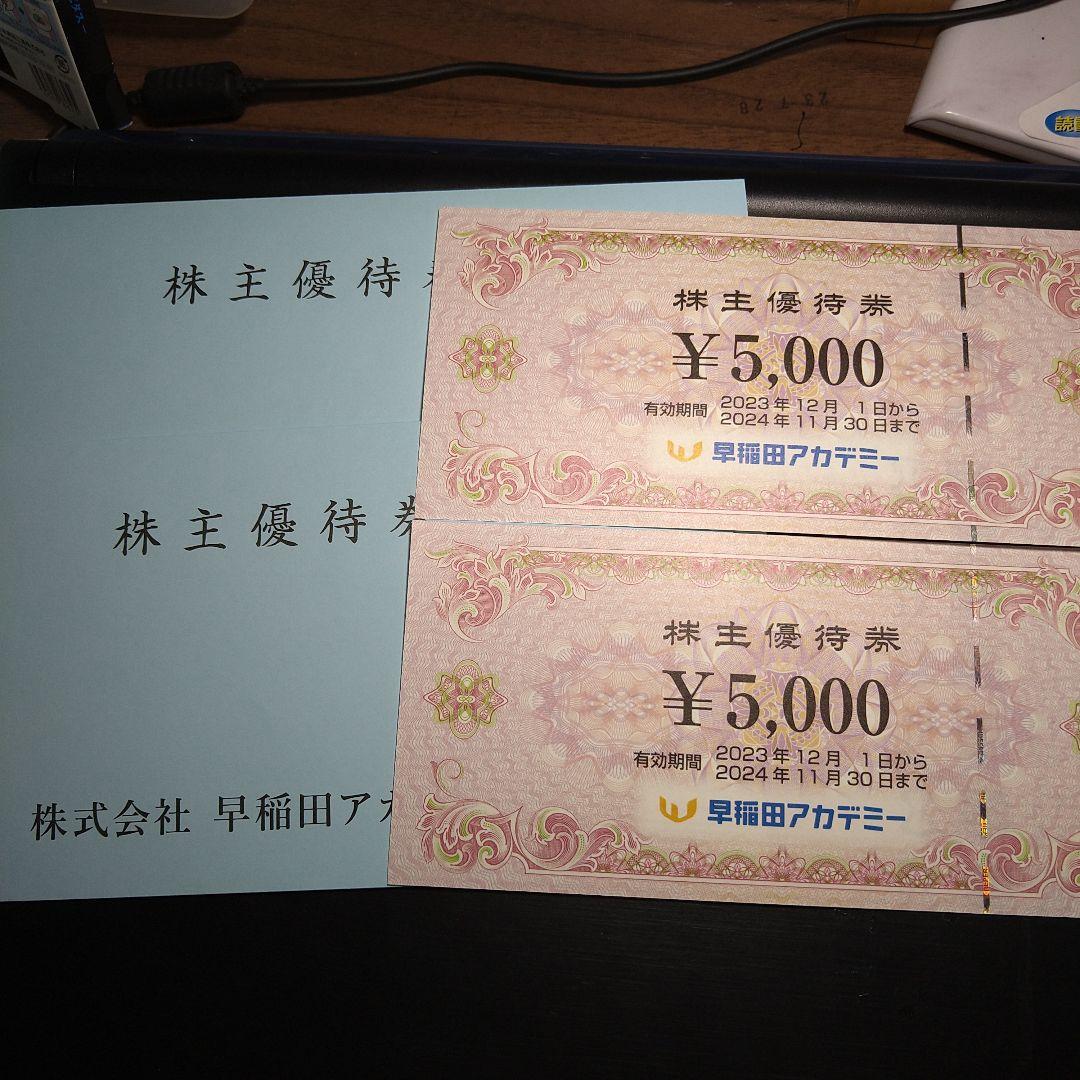 株主優待
株主優待券
株式会社 早稲田ア
株主優待券
¥5,000
有効期間 2023年12月 1日から
2024年11月30日まで
早稲田アカデミー
株主優待券
¥5,000
有効期間 2023年12月 1日から
2024年11月30日まで
早稲田アカデミー